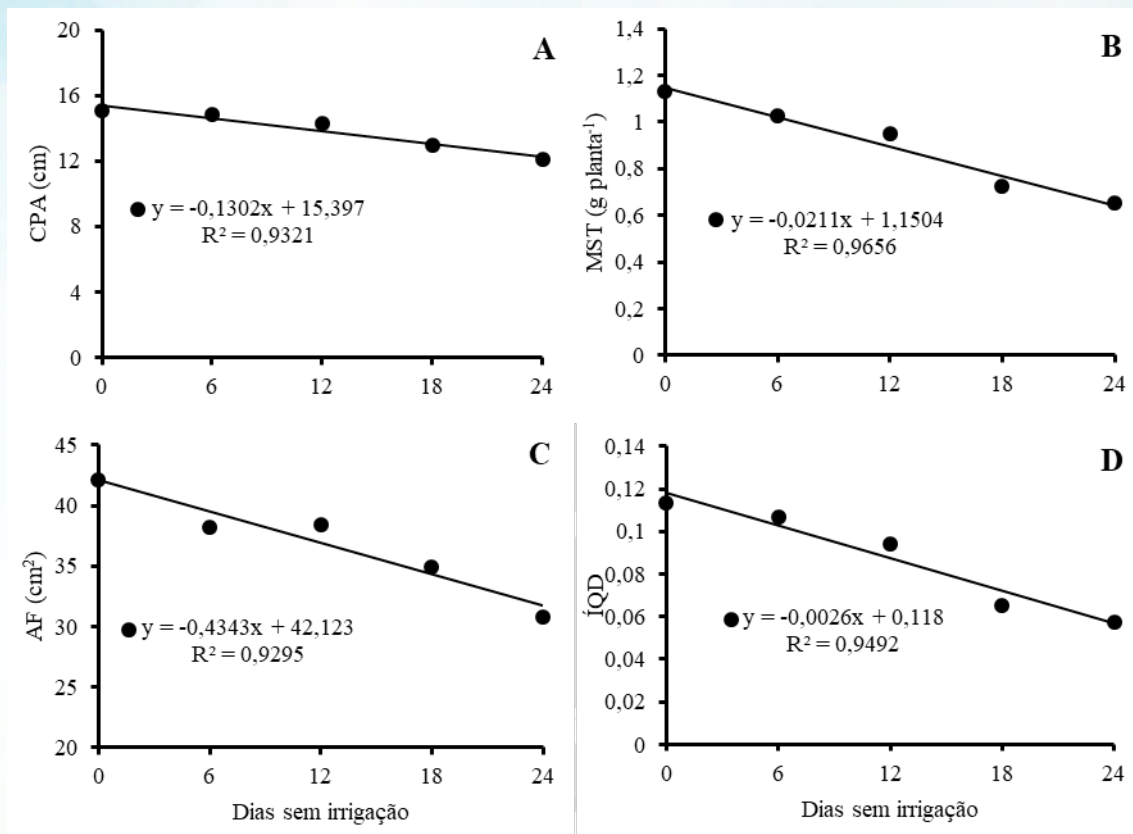 A
CPA (cm)
20
16
12
8
4
0
y = -0,1302x + 15,397
R² = 0,9321
0 6 12 18 24
B
MST (g planta⁻¹)
1,4
1,2
1
0,8
0,6
0,4
0,2
0
y = -0,0211x + 1,1504
R² = 0,9656
0 6 12 18 24
C
AF (cm²)
45
40
35
30
25
20
y = -0,4343x + 42,123
R² = 0,9295
0 6 12 18 24
Dias sem irrigação
D
ÍQD
0,14
0,12
0,1
0,08
0,06
0,04
0,02
0
y = -0,0026x + 0,118
R² = 0,9492
0 6 12 18 24
Dias sem irrigação